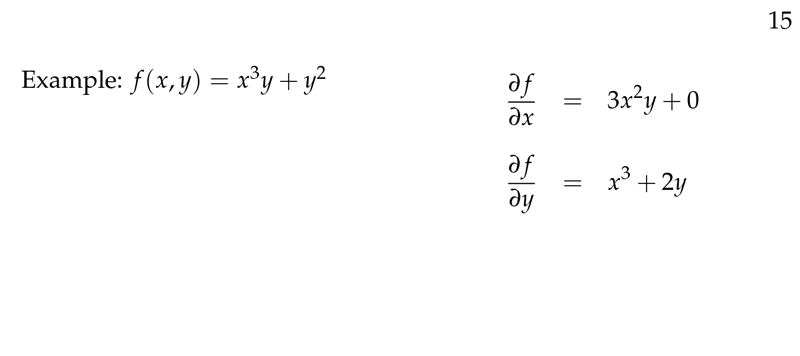 15
Example: f(x, y) = x³y + y²
∂f/∂x = 3x²y + 0
∂f/∂y = x³ + 2y